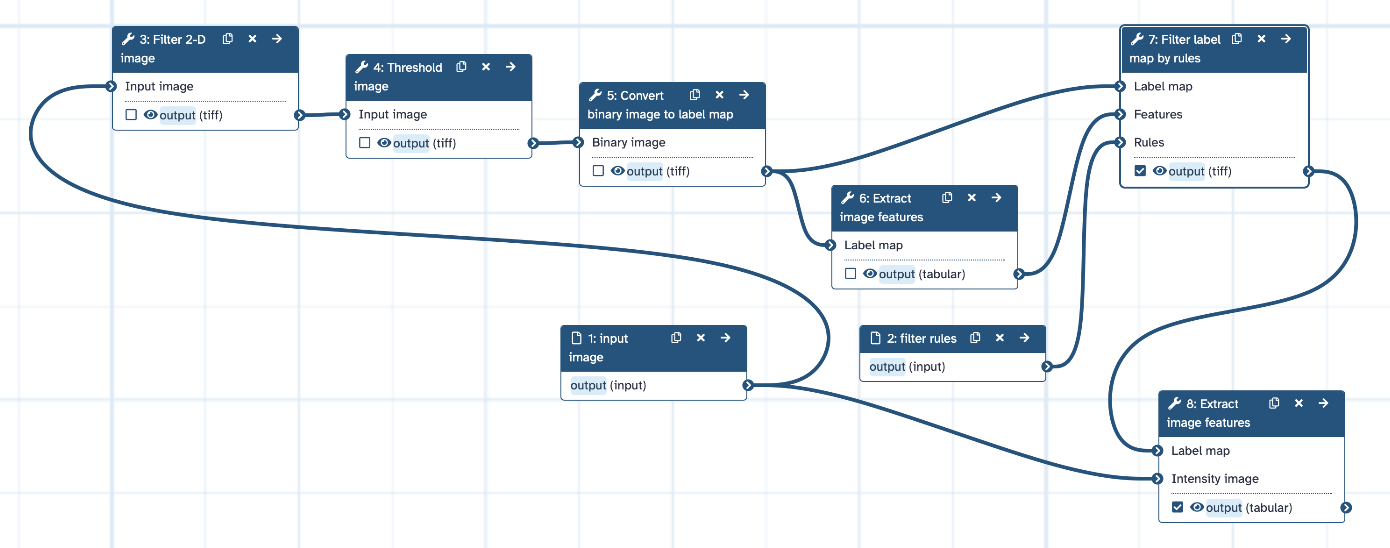 3: Filter 2-D
image
Input image
output (tiff)
4: Threshold
image
Input image
output (tiff)
5: Convert
binary image to label map
Binary image
output (tiff)
6: Extract
image features
Label map
output (tabular)
7: Filter label
map by rules
Label map
Features
Rules
output (tiff)
1: input
image
output (input)
2: filter rules
output (input)
8: Extract
image features
Label map
Intensity image
output (tabular)